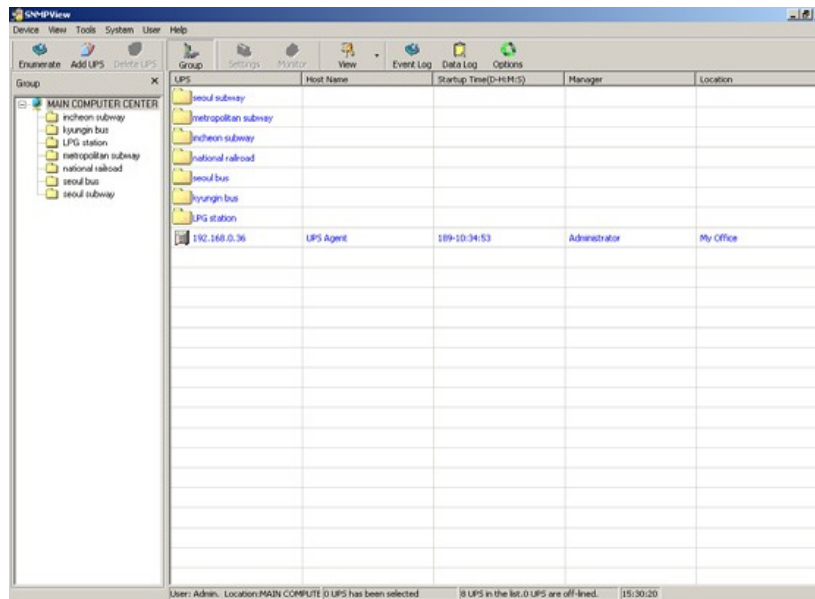 SNMPView
Device View Tools System User Help
Enumerate Add UPS Delete UPS Group Settings Monitor View Event Log Data Log Options
Group
MAIN COMPUTER CENTER
incheon subway
kyungin bus
LPG station
metropolitan subway
national railroad
seoul bus
seoul subway
UPS Host Name Startup Time(D-H:M:S) Manager Location
seoul subway
metropolitan subway
incheon subway
national railroad
seoul bus
kyungin bus
LPG station
192.168.0.36 UPS Agent 189-10:34:53 Administrator My Office
User: Admin. Location:MAIN COMPUTE 0 UPS has been selected 8 UPS in the list.0 UPS are off-lined. 15:30:20